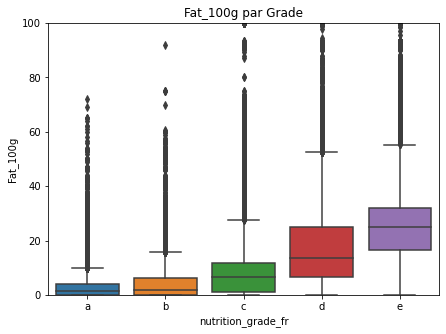 Fat_100g par Grade
Fat_100g
100
80
60
40
20
0
a b c d e
nutrition_grade_fr